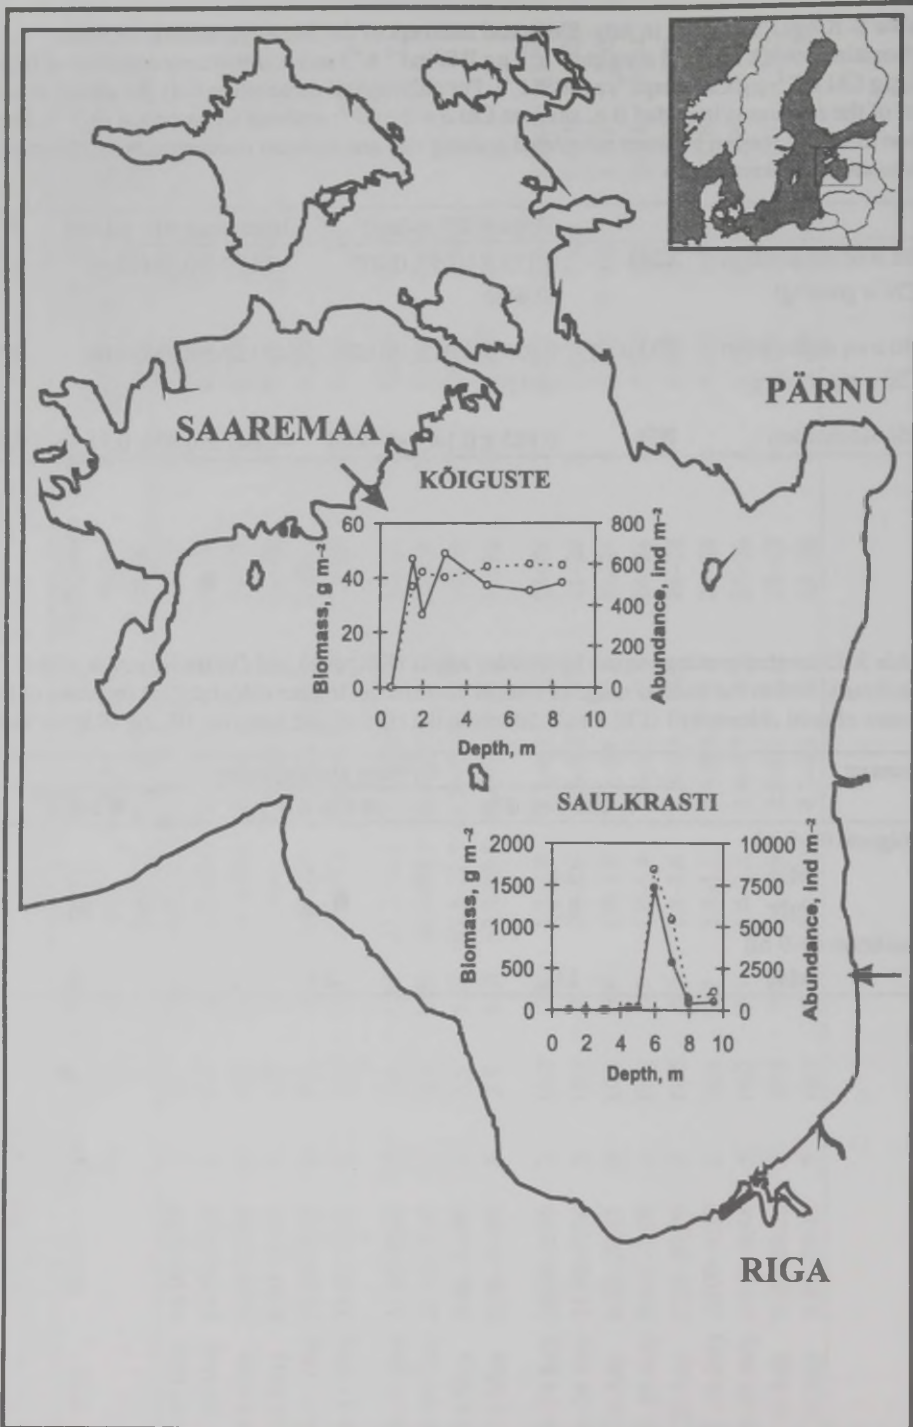 PÄRNU
SAAREMAA
KÕIGUSTE
Biomass, g m⁻²
60
40
20
0
800
600
400
200
0
Abundance, ind m⁻²
0 2 4 6 8 10
Depth, m
SAULKRASTI
Biomass, g m⁻²
2000
1500
1000
500
0
10000
7500
5000
2500
0
Abundance, ind m⁻²
0 2 4 6 8 10
Depth, m
RIGA